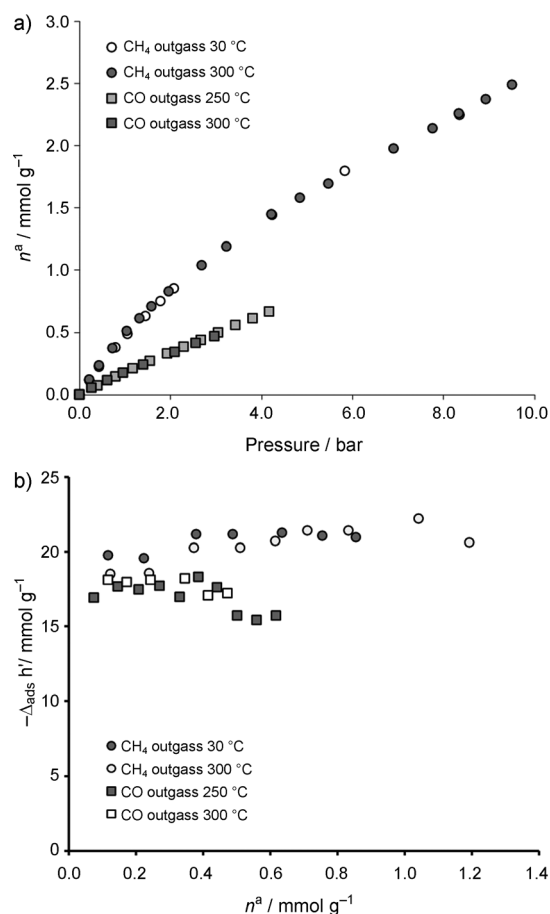 a)
3.0
2.5
2.0
1.5
1.0
0.5
0.0
nᵃ / mmol g⁻¹
CH₄ outgass 30 °C
CH₄ outgass 300 °C
CO outgass 250 °C
CO outgass 300 °C
0.0 2.0 4.0 6.0 8.0 10.0
Pressure / bar
b)
25
20
15
10
5
0
−Δads h'/ mmol g⁻¹
CH₄ outgass 30 °C
CH₄ outgass 300 °C
CO outgass 250 °C
CO outgass 300 °C
0.0 0.2 0.4 0.6 0.8 1.0 1.2 1.4
nᵃ / mmol g⁻¹